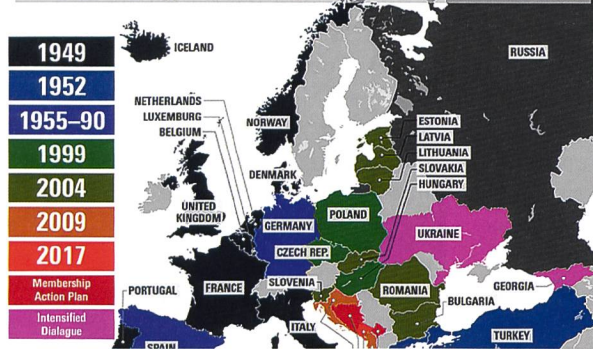 1949
1952
1955–90
1999
2004
2009
2017
Membership
Action Plan
Intensified
Dialague
ICELAND
RUSSIA
NETHERLANDS
LUXEMBURG
BELGIUM
NORWAY
ESTONIA
LATVIA
LITHUANIA
SLOVAKIA
HUNGARY
DENMARK
UNITED
KINGDOM
GERMANY
POLAND
UKRAINE
CZECH REP.
PORTUGAL
FRANCE
SLOVENIA
ROMANIA
GEORGIA
BULGARIA
ITALY
TURKEY
SPAIN